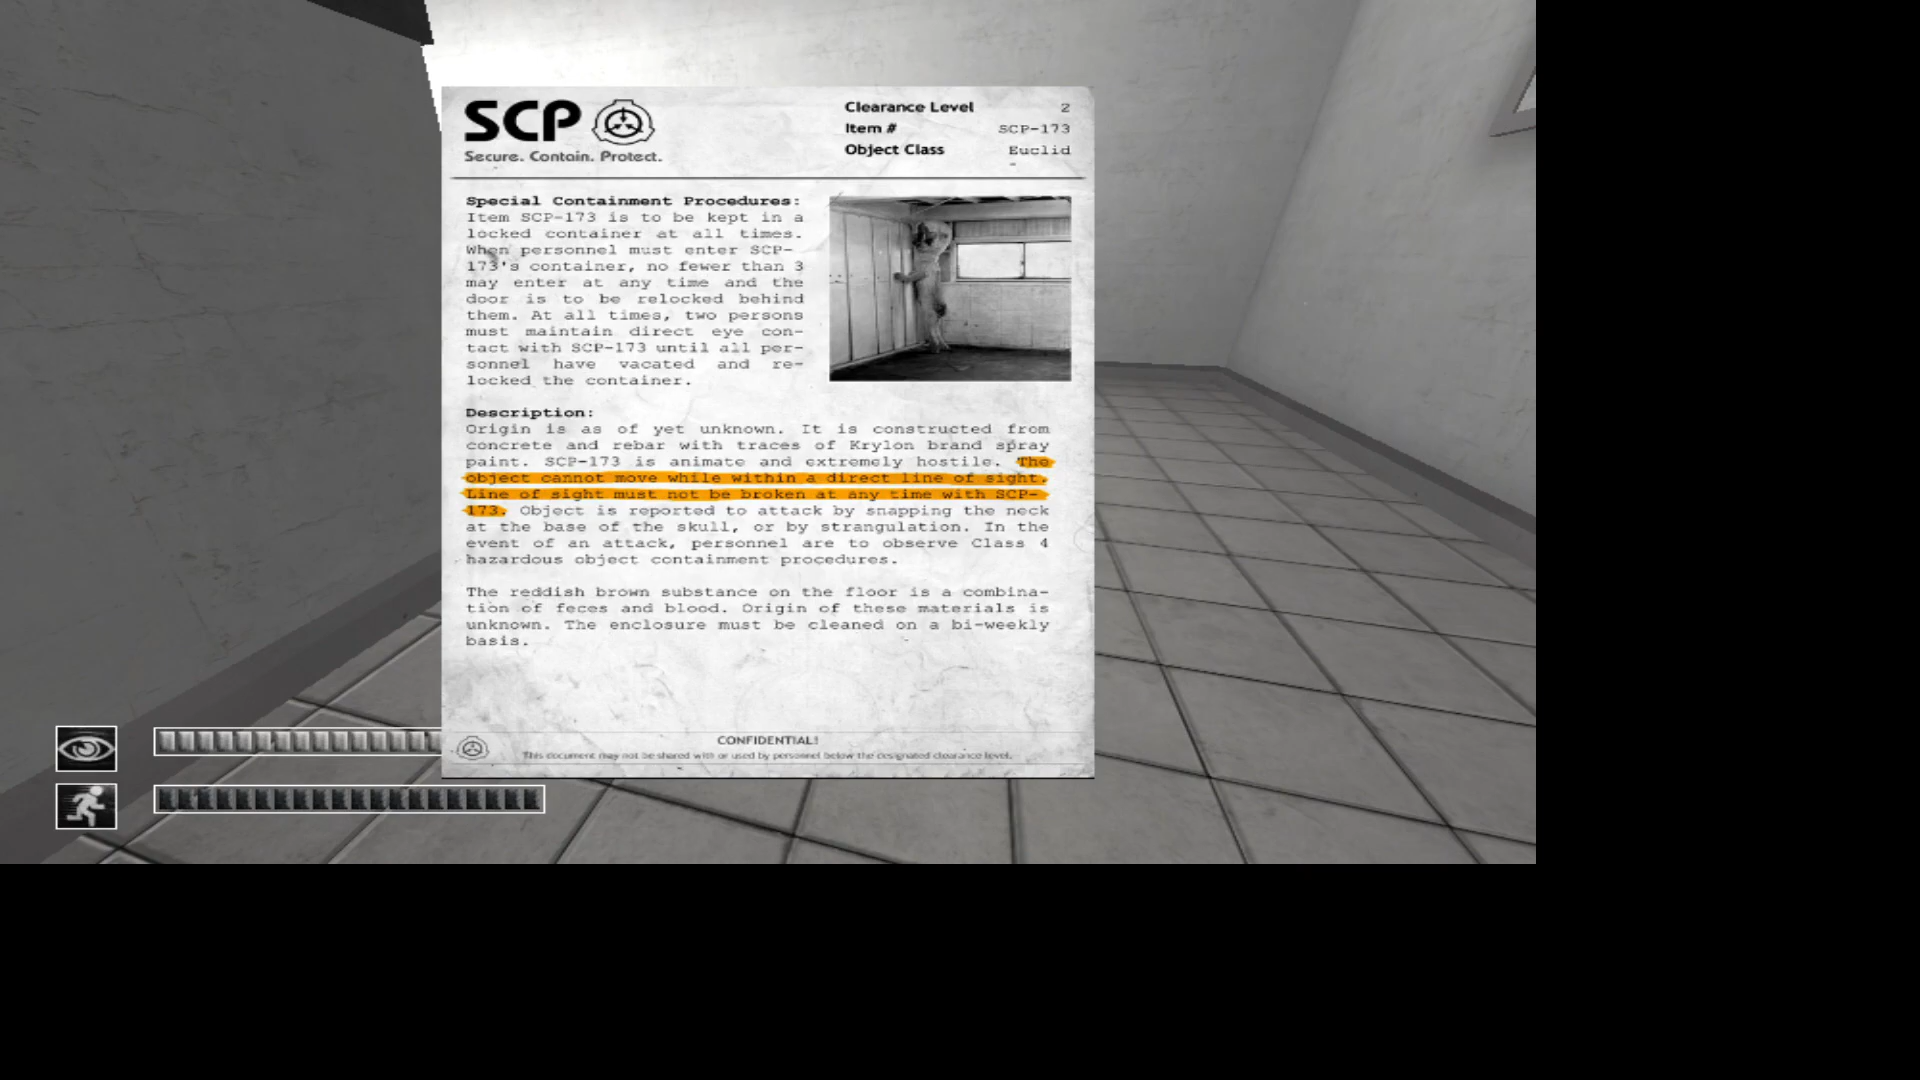 SCP
Secure. Contain. Protect.
Clearance Level 2
Item # SCP-173
Object Class Euclid
Special Containment Procedures:
Item SCP-173 is to be kept in a
locked container at all times.
When personnel must enter SCP-
173's container, no fewer than 3
may enter at any time and the
door is to be relocked behind
them. At all times, two persons
must maintain direct eye con-
tact with SCP-173 until all per-
sonnel have vacated and re-
locked the container.
Description:
Origin is as of yet unknown. It is constructed from
concrete and rebar with traces of Krylon brand spray
paint. SCP-173 is animate and extremely hostile. The
object cannot move while within a direct line of sight.
Line of sight must not be broken at any time with SCP-
173. Object is reported to attack by snapping the neck
at the base of the skull, or by strangulation. In the
event of an attack, personnel are to observe Class 4
hazardous object containment procedures.
The reddish brown substance on the floor is a combina-
tion of feces and blood. Origin of these materials is
unknown. The enclosure must be cleaned on a bi-weekly
basis.
CONFIDENTIAL!
This document may not be shared with or used by personnel below the designated clearance level.